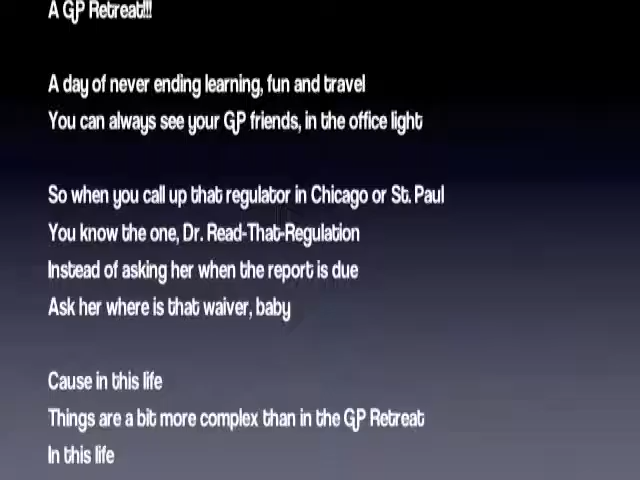 A GP Retreat!!!
A day of never ending learning, fun and travel
You can always see your GP friends, in the office light
So when you call up that regulator in Chicago or St. Paul
You know the one, Dr. Read-That-Regulation
Instead of asking her when the report is due
Ask her where is that waiver, baby
Cause in this life
Things are a bit more complex than in the GP Retreat
In this life